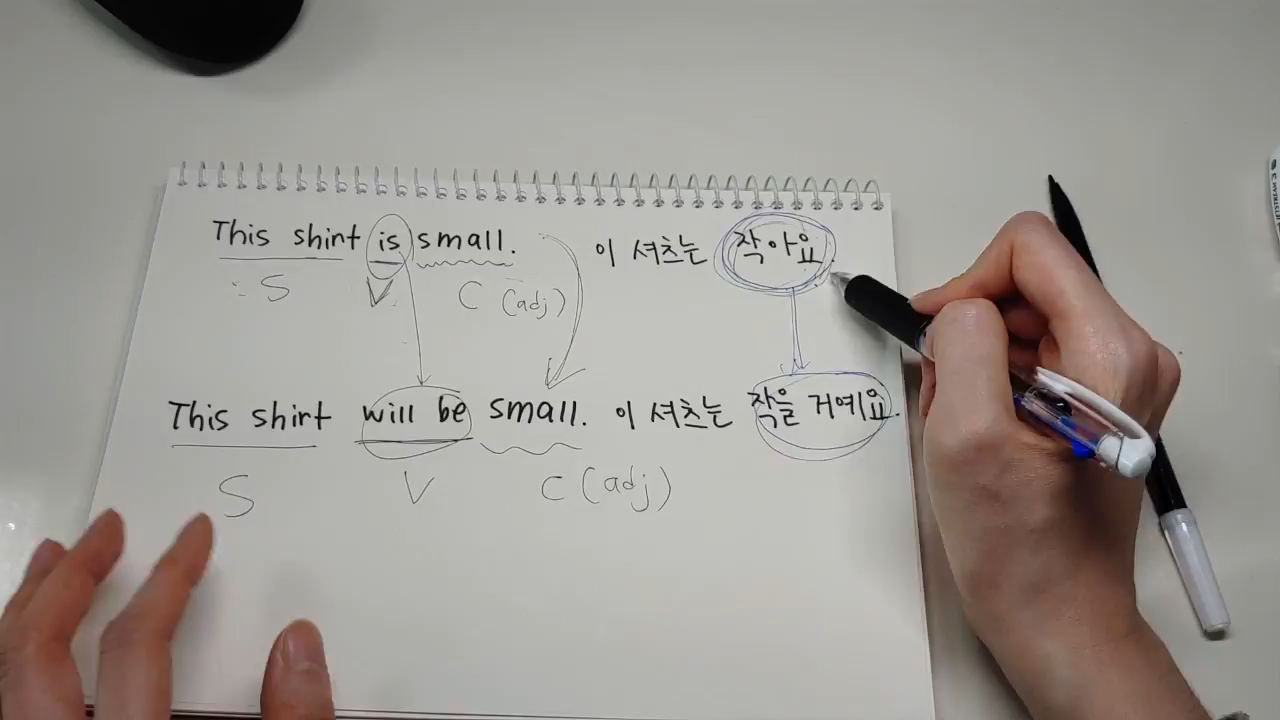 This shirt is small. 이 셔츠는 작아요.
S V C (adj)
This shirt will be small. 이 셔츠는 작을 거예요.
S V C (adj)